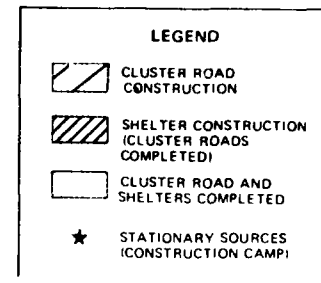 LEGEND
CLUSTER ROAD
CONSTRUCTION
SHELTER CONSTRUCTION
(CLUSTER ROADS
COMPLETED)
CLUSTER ROAD AND
SHELTERS COMPLETED
STATIONARY SOURCES
(CONSTRUCTION CAMP)